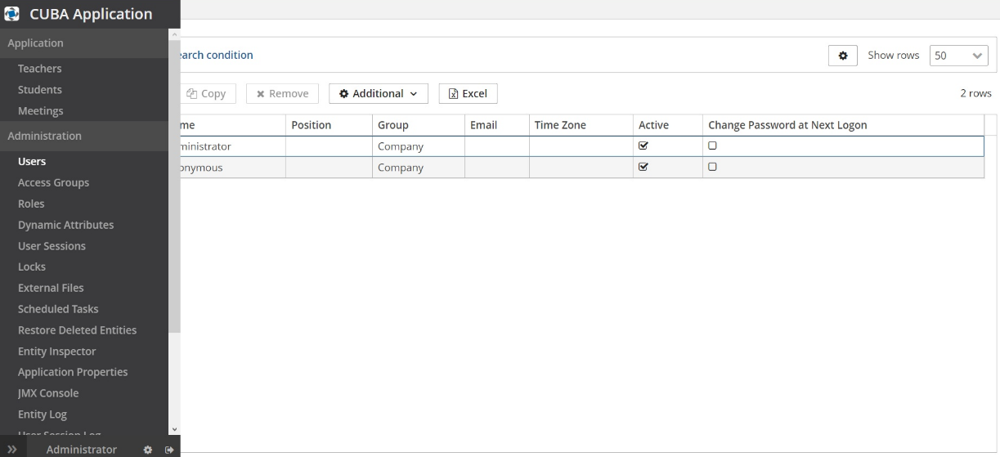 CUBA Application
Application
Teachers
Students
Meetings
Administration
Users
Access Groups
Roles
Dynamic Attributes
User Sessions
Locks
External Files
Scheduled Tasks
Restore Deleted Entities
Entity Inspector
Application Properties
JMX Console
Entity Log
User Session Log
Administrator
earch condition
Show rows 50
Copy Remove Additional Excel 2 rows
me Position Group Email Time Zone Active Change Password at Next Logon
ministrator Company
onymous Company